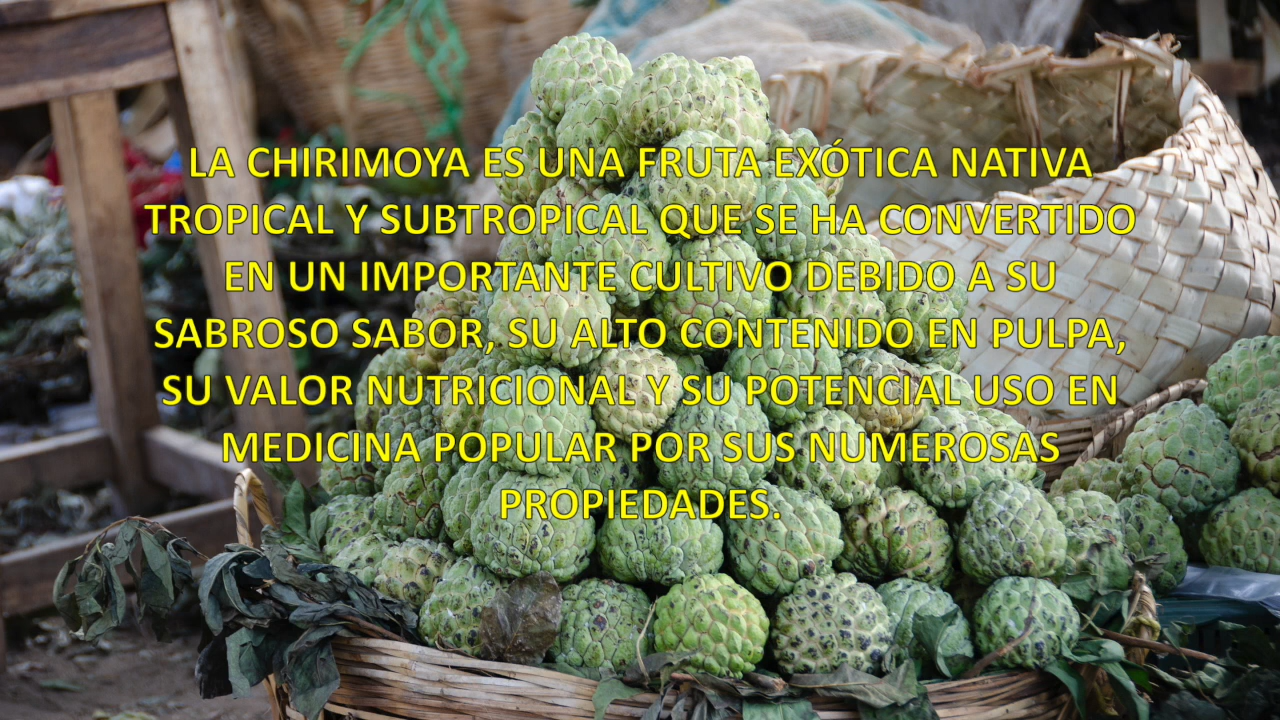 LA CHIRIMOYA ES UNA FRUTA EXÓTICA NATIVA
TROPICAL Y SUBTROPICAL QUE SE HA CONVERTIDO
EN UN IMPORTANTE CULTIVO DEBIDO A SU
SABROSO SABOR, SU ALTO CONTENIDO EN PULPA,
SU VALOR NUTRICIONAL Y SU POTENCIAL USO EN
MEDICINA POPULAR POR SUS NUMEROSAS
PROPIEDADES.